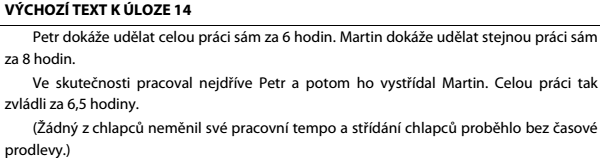 VÝCHOZÍ TEXT K ÚLOZE 14
Petr dokáže udělat celou práci sám za 6 hodin. Martin dokáže udělat stejnou práci sám
za 8 hodin.
Ve skutečnosti pracoval nejdříve Petr a potom ho vystřídal Martin. Celou práci tak
zvládli za 6,5 hodiny.
(Žádný z chlapců neměnil své pracovní tempo a střídání chlapců proběhlo bez časové
prodlevy.)